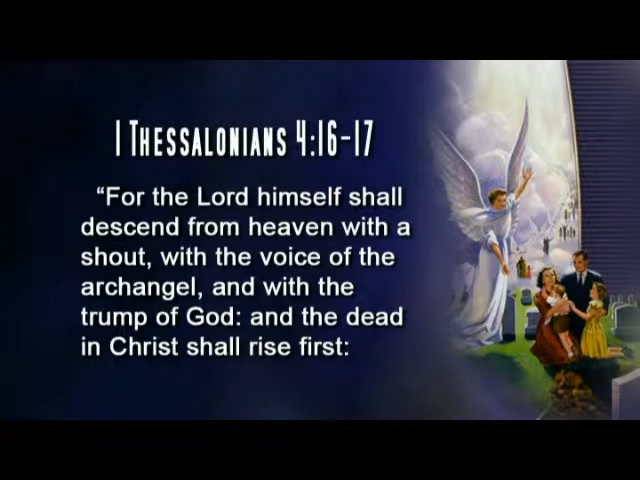 1 Thessalonians 4:16-17
“For the Lord himself shall
descend from heaven with a
shout, with the voice of the
archangel, and with the
trump of God: and the dead
in Christ shall rise first: